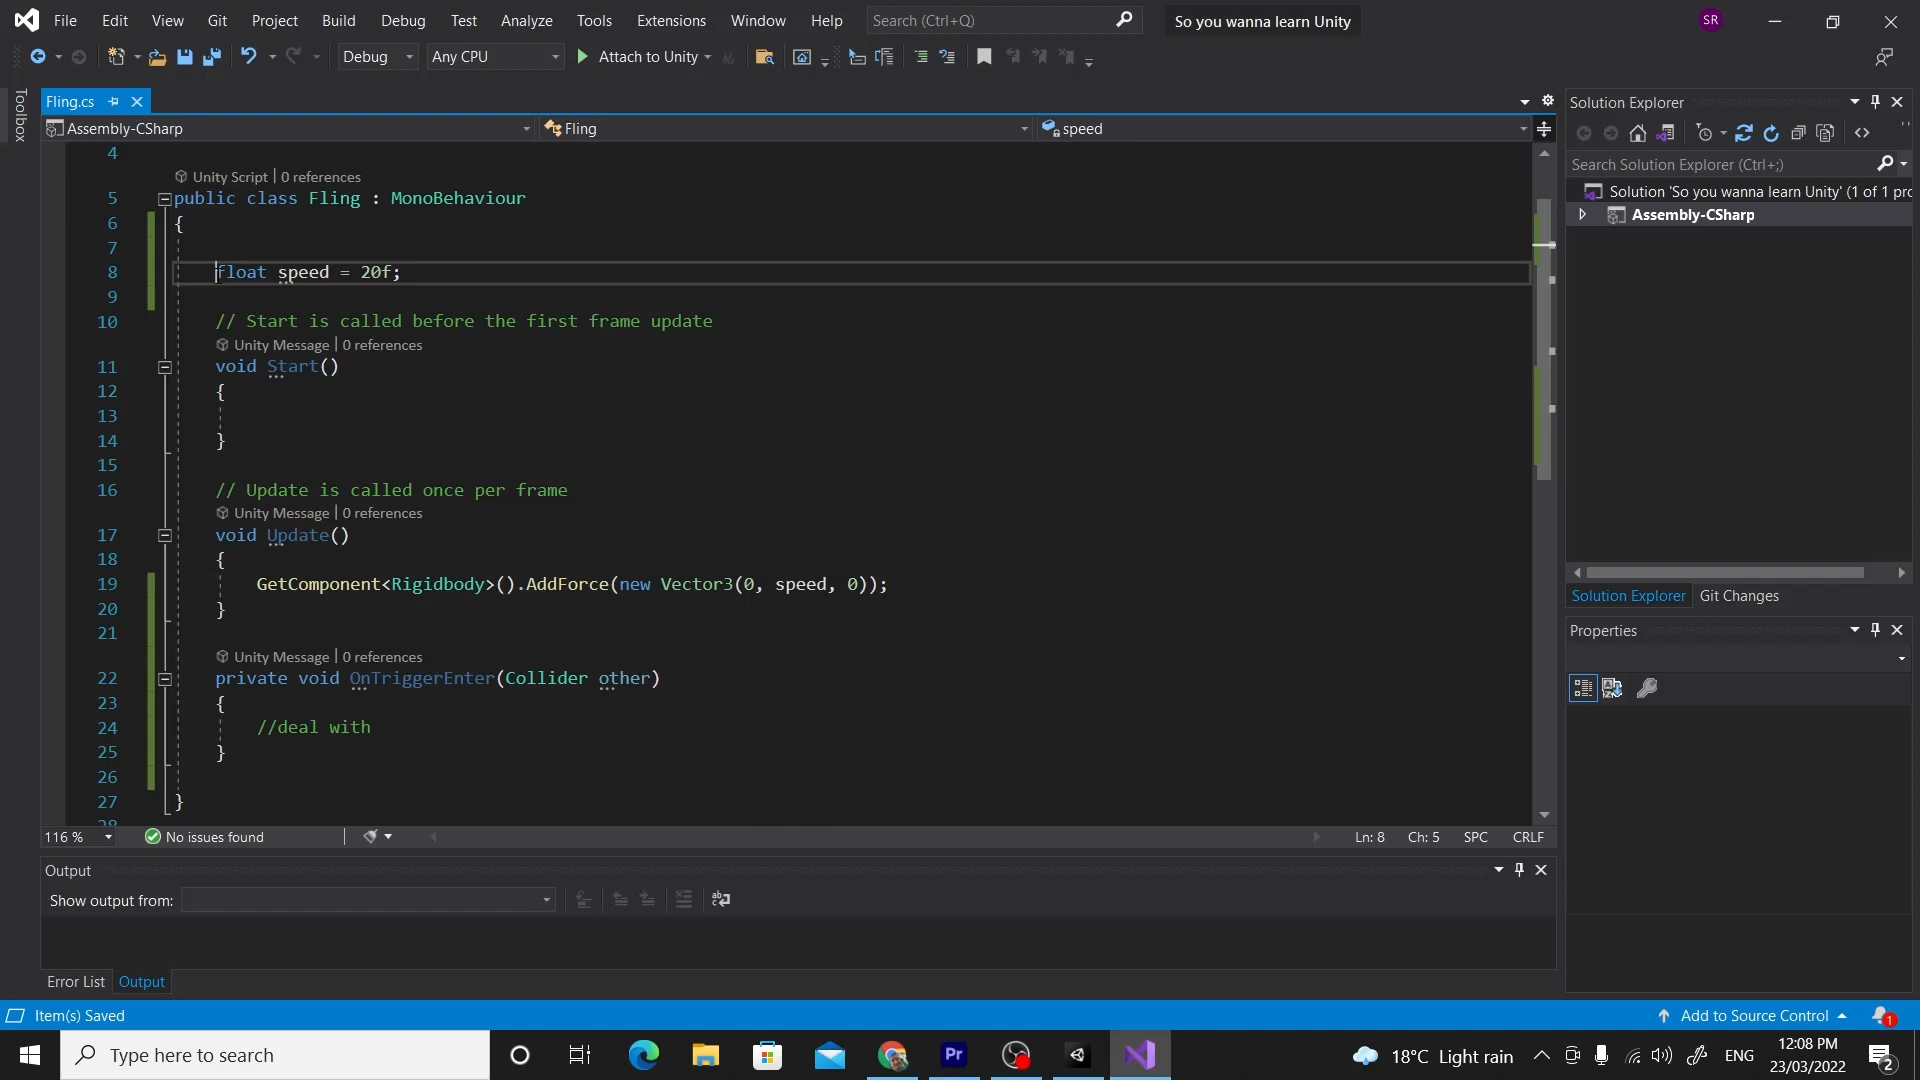 File Edit View Git Project Build Debug Test Analyze Tools Extensions Window Help Search (Ctrl+Q) So you wanna learn Unity SR
Debug Any CPU Attach to Unity
Toolbox
Fling.cs
Assembly-CSharp Fling speed
4
Unity Script | 0 references
5 public class Fling : MonoBehaviour
6 {
7
8 float speed = 20f;
9
10 // Start is called before the first frame update
Unity Message | 0 references
11 void Start()
12 {
13
14 }
15
16 // Update is called once per frame
Unity Message | 0 references
17 void Update()
18 {
19 GetComponent<Rigidbody>().AddForce(new Vector3(0, speed, 0));
20 }
21
Unity Message | 0 references
22 private void OnTriggerEnter(Collider other)
23 {
24 //deal with
25 }
26
27 }
28
116 % No issues found Ln: 8 Ch: 5 SPC CRLF
Output
Show output from:
Error List Output
Solution Explorer
Search Solution Explorer (Ctrl+;)
Solution 'So you wanna learn Unity' (1 of 1 pro
Assembly-CSharp
Solution Explorer Git Changes
Properties
Item(s) Saved Add to Source Control 1
Type here to search Pr 18°C Light rain ENG 12:08 PM
23/03/2022 2